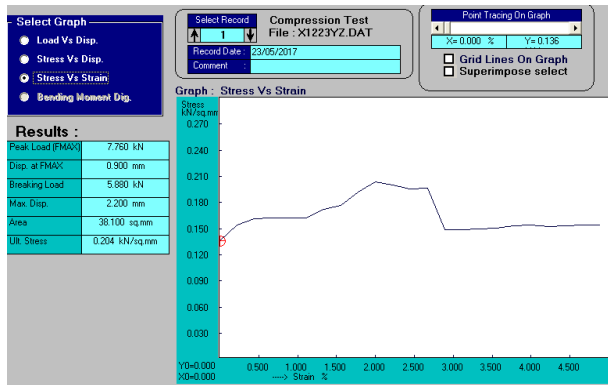 Select Graph
Load Vs Disp.
Stress Vs Disp.
Stress Vs Strain
Bending Moment Dig.
Select Record
1
Compression Test
File : X1223YZ.DAT
Record Date : 23/05/2017
Comment :
Point Tracing On Graph
X= 0.000 % Y= 0.136
Grid Lines On Graph
Superimpose select
Results :
Peak Load (FMAX) 7.760 kN
Disp. at FMAX 0.900 mm
Breaking Load 5.880 kN
Max. Disp. 2.200 mm
Area 38.100 sq.mm
Ult. Stress 0.204 kN/sq.mm
Graph : Stress Vs Strain
Stress
kN/sq.mm
0.270
0.240
0.210
0.180
0.150
0.120
0.090
0.060
0.030
Y0=0.000
X0=0.000
0.500 1.000 1.500 2.000 2.500 3.000 3.500 4.000 4.500
----> Strain %